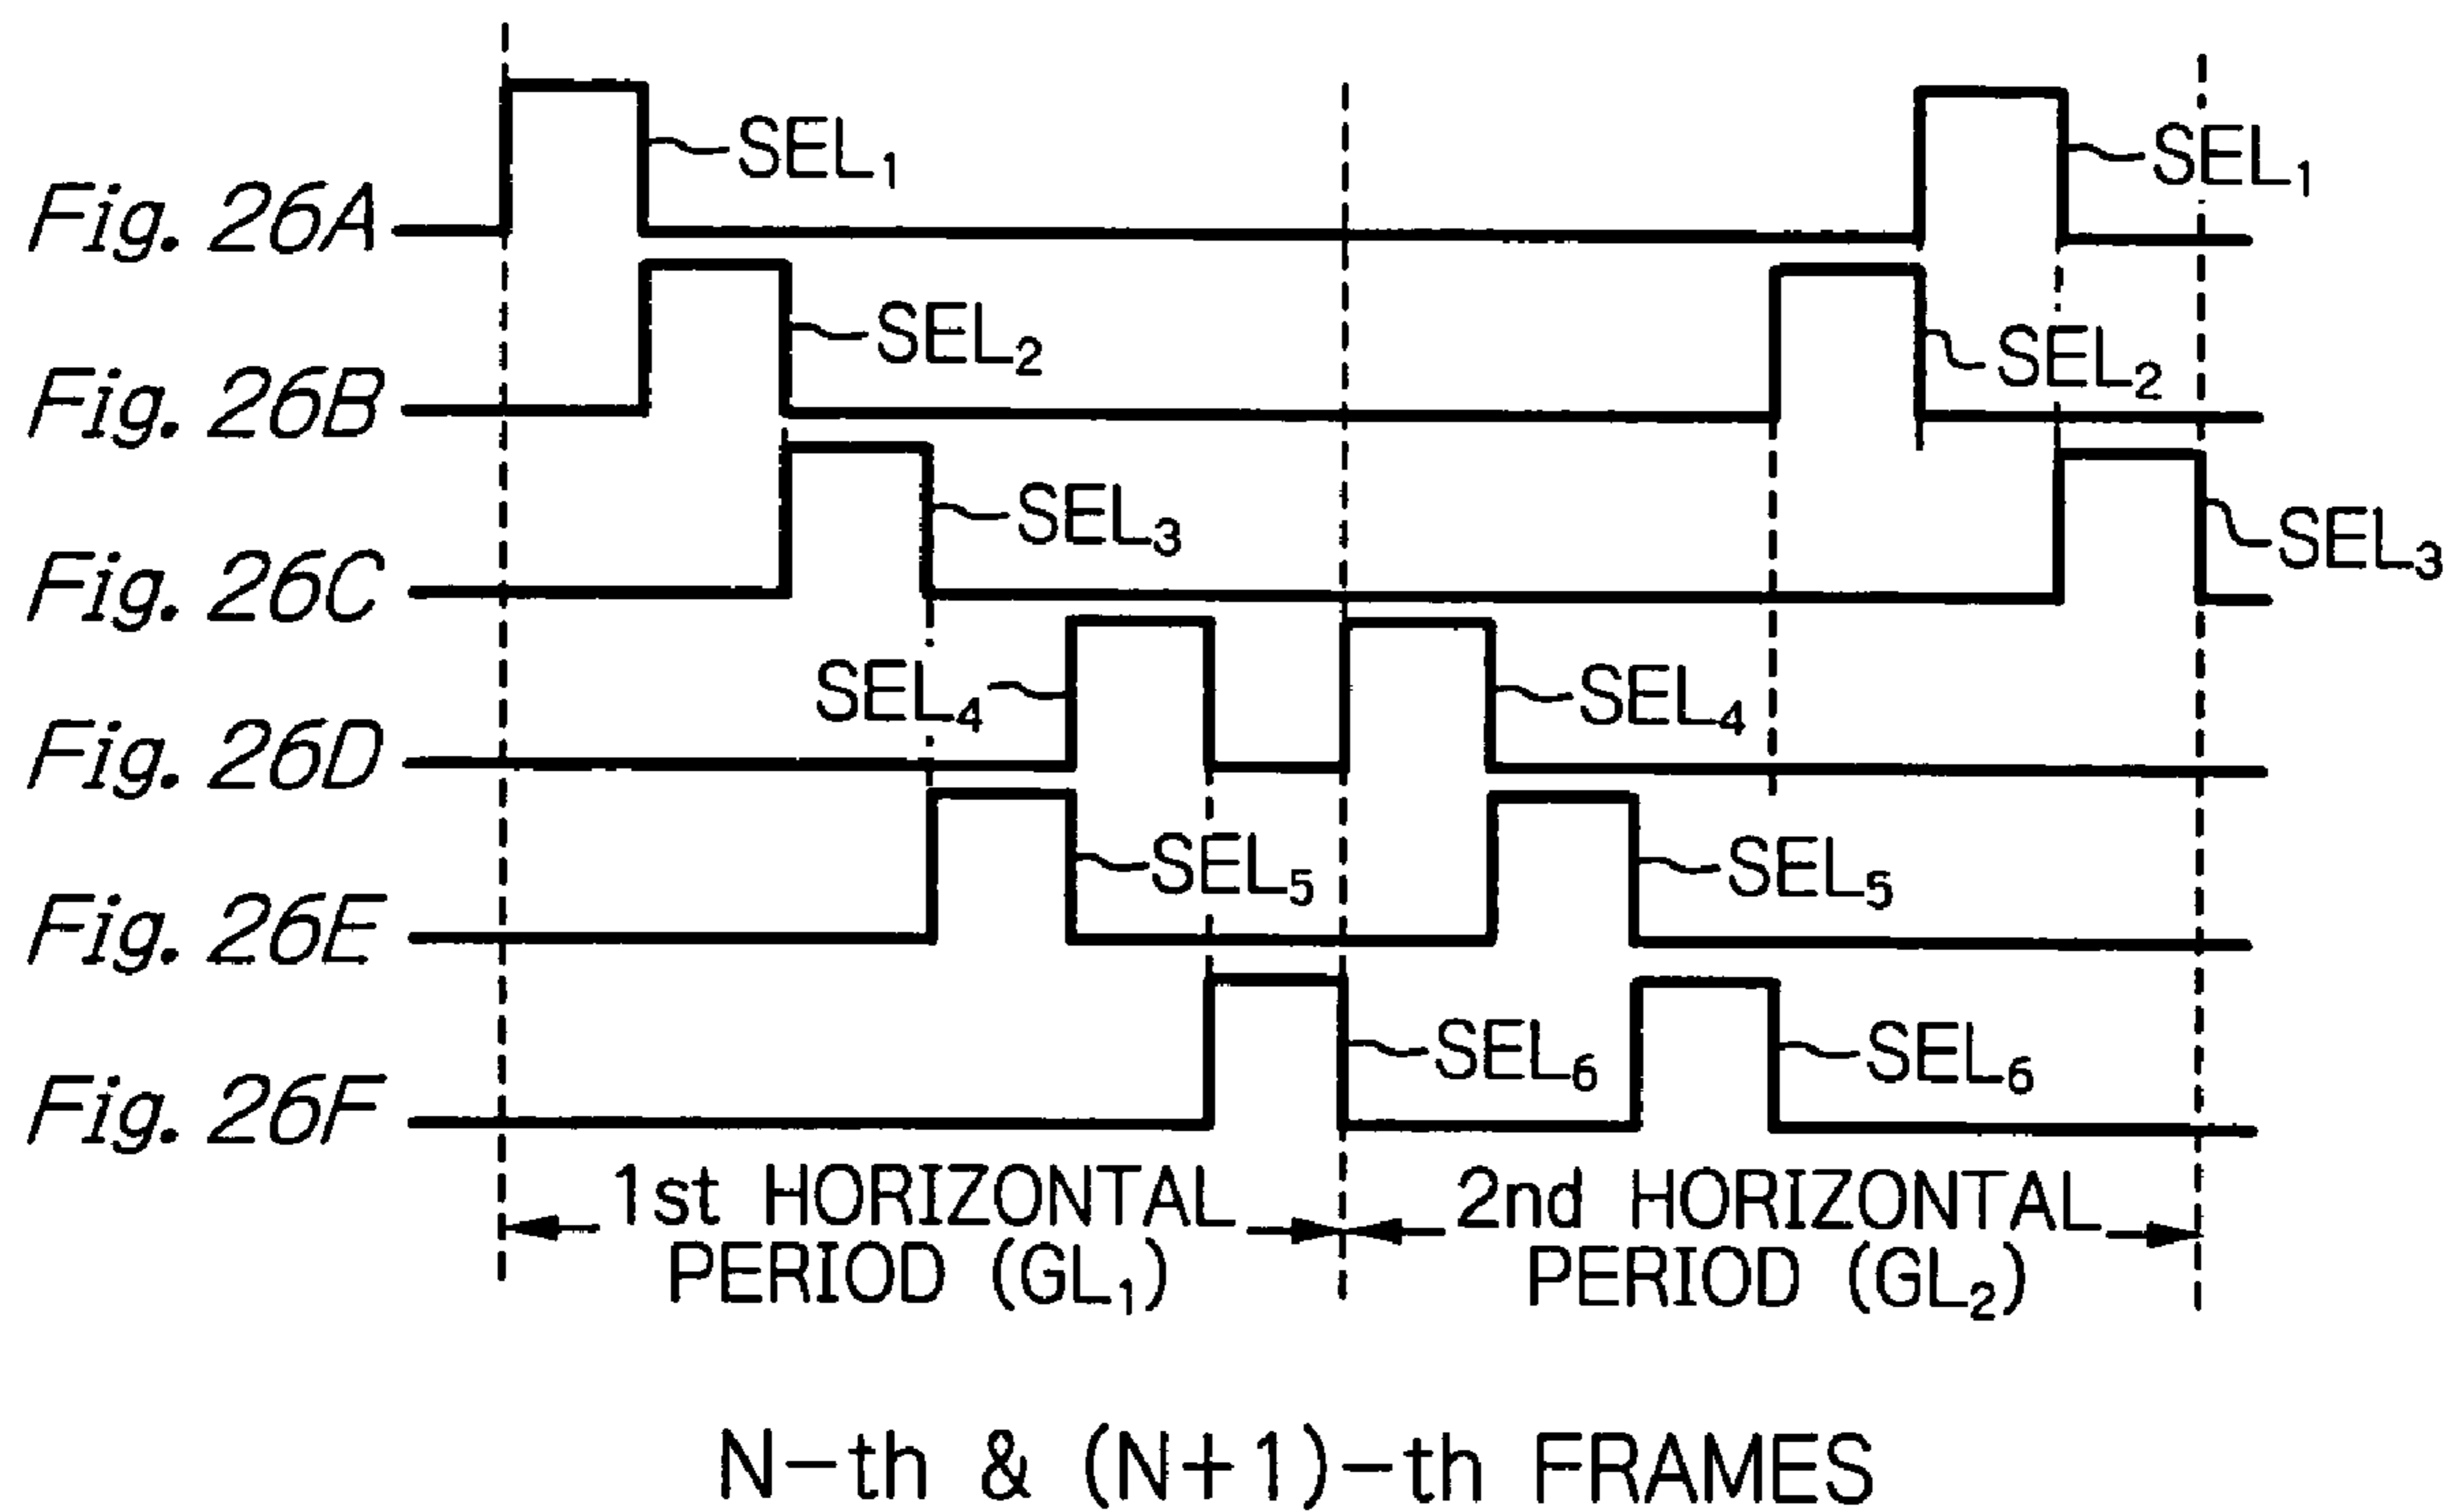 Fig. 26A
SEL₁
SEL₁
Fig. 26B
SEL₂
SEL₂
Fig. 26C
SEL₃
SEL₃
Fig. 26D
SEL₄
SEL₄
Fig. 26E
SEL₅
SEL₅
Fig. 26F
SEL₆
SEL₆
1st HORIZONTAL
PERIOD (GL₁)
2nd HORIZONTAL
PERIOD (GL₂)
N-th & (N+1)-th FRAMES